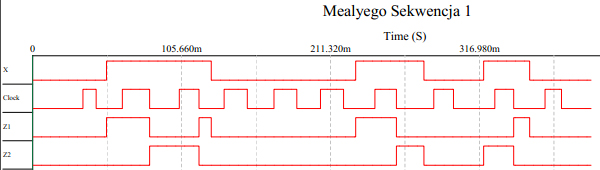 Mealyego Sekwencja 1
Time (S)
0 105.660m 211.320m 316.980m
X
Clock
Z1
Z2